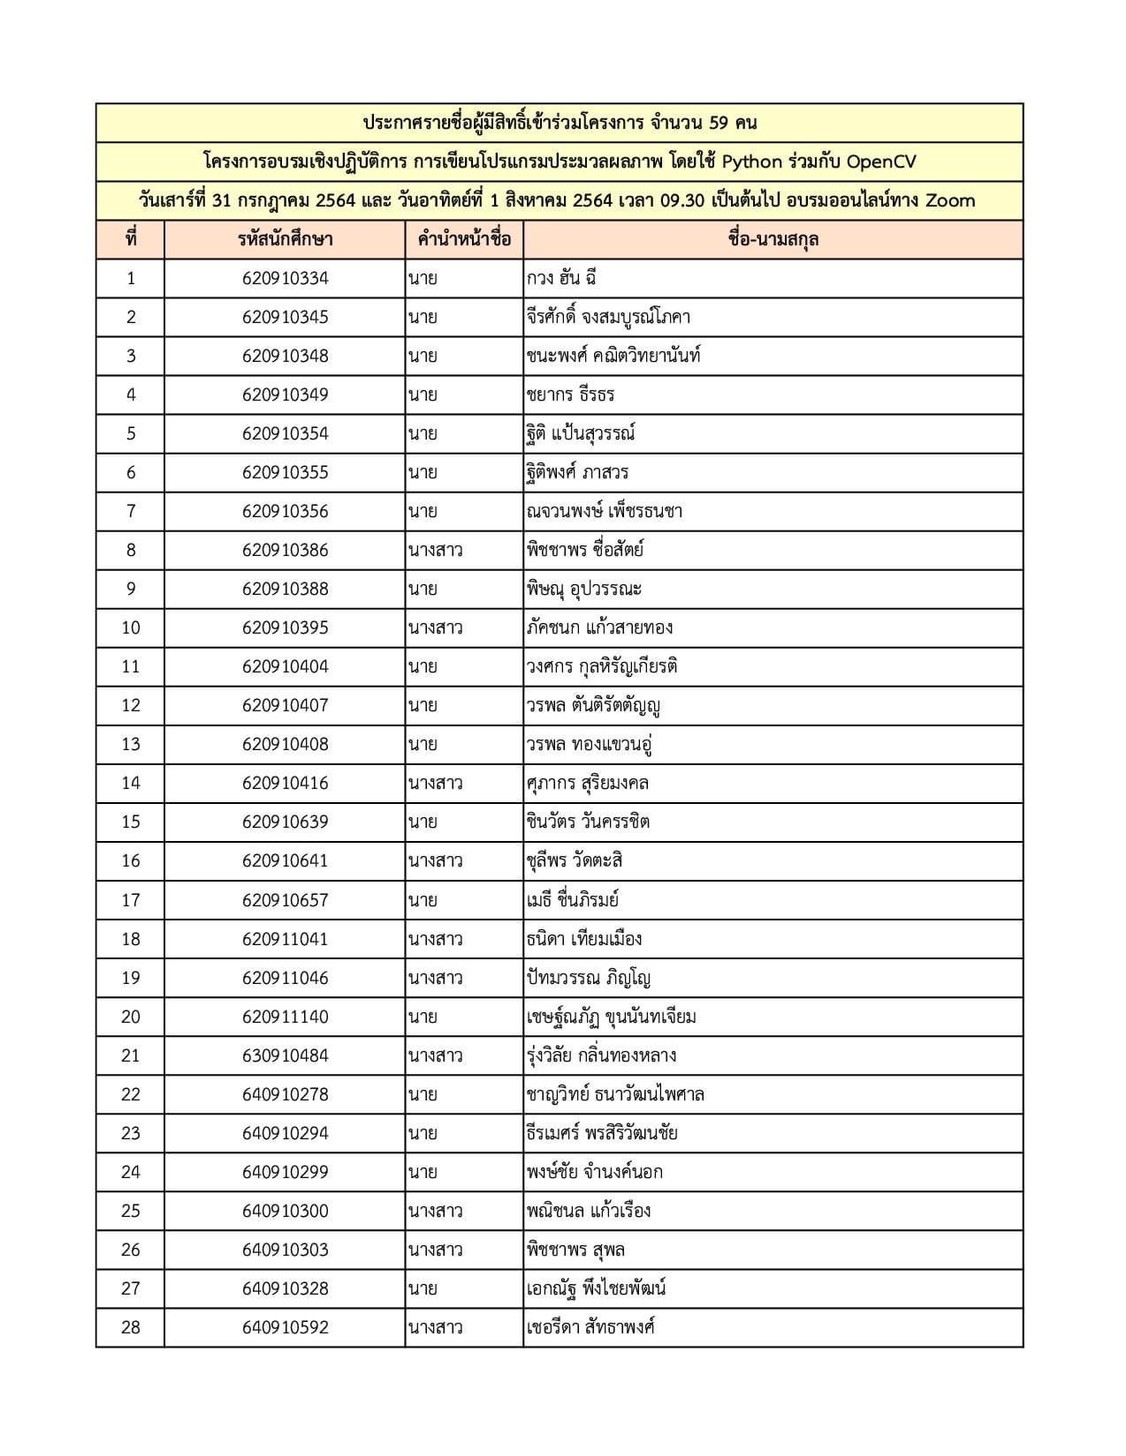 ประกาศรายชื่อผู้มีสิทธิ์เข้าร่วมโครงการ จำนวน 59 คน
โครงการอบรมเชิงปฏิบัติการ การเขียนโปรแกรมประมวลผลภาพ โดยใช้ Python ร่วมกับ OpenCV
วันเสาร์ที่ 31 กรกฎาคม 2564 และ วันอาทิตย์ที่ 1 สิงหาคม 2564 เวลา 09.30 เป็นต้นไป อบรมออนไลน์ทาง Zoom
ที่ รหัสนักศึกษา คำนำหน้าชื่อ ชื่อ-นามสกุล
1 620910334 นาย กวง ฮัน ฉี
2 620910345 นาย จีรศักดิ์ จงสมบูรณ์โภคา
3 620910348 นาย ชนะพงศ์ คณิตวิทยานันท์
4 620910349 นาย ชยากร ธีรธร
5 620910354 นาย ฐิติ แป้นสุวรรณ์
6 620910355 นาย ฐิติพงศ์ ภาสวร
7 620910356 นาย ณจวนพงษ์ เพ็ชรธนชา
8 620910386 นางสาว พิชชาพร ซื่อสัตย์
9 620910388 นาย พิษณุ อุปวรรณะ
10 620910395 นางสาว ภัคชนก แก้วสายทอง
11 620910404 นาย วงศกร กุลหิรัญเกียรติ
12 620910407 นาย วรพล ตันติรัตตัญญู
13 620910408 นาย วรพล ทองแขวนอู่
14 620910416 นางสาว ศุภากร สุริยมงคล
15 620910639 นาย ชินวัตร วันครรชิต
16 620910641 นางสาว ชุลีพร วัดตะสิ
17 620910657 นาย เมธี ชื่นภิรมย์
18 620911041 นางสาว ธนิดา เทียมเมือง
19 620911046 นางสาว ปัทมวรรณ ภิญโญ
20 620911140 นาย เชษฐ์ณภัฏ ขุนนันทเจียม
21 630910484 นางสาว รุ่งวิลัย กลิ่นทองหลาง
22 640910278 นาย ชาญวิทย์ ธนาวัฒนไพศาล
23 640910294 นาย ธีรเมศร์ พรสิริวัฒนชัย
24 640910299 นาย พงษ์ชัย จำนงค์นอก
25 640910300 นางสาว พณิชนล แก้วเรือง
26 640910303 นางสาว พิชชาพร สุพล
27 640910328 นาย เอกณัฐ พึ่งไชยพัฒน์
28 640910592 นางสาว เชอรีดา สัทธาพงศ์